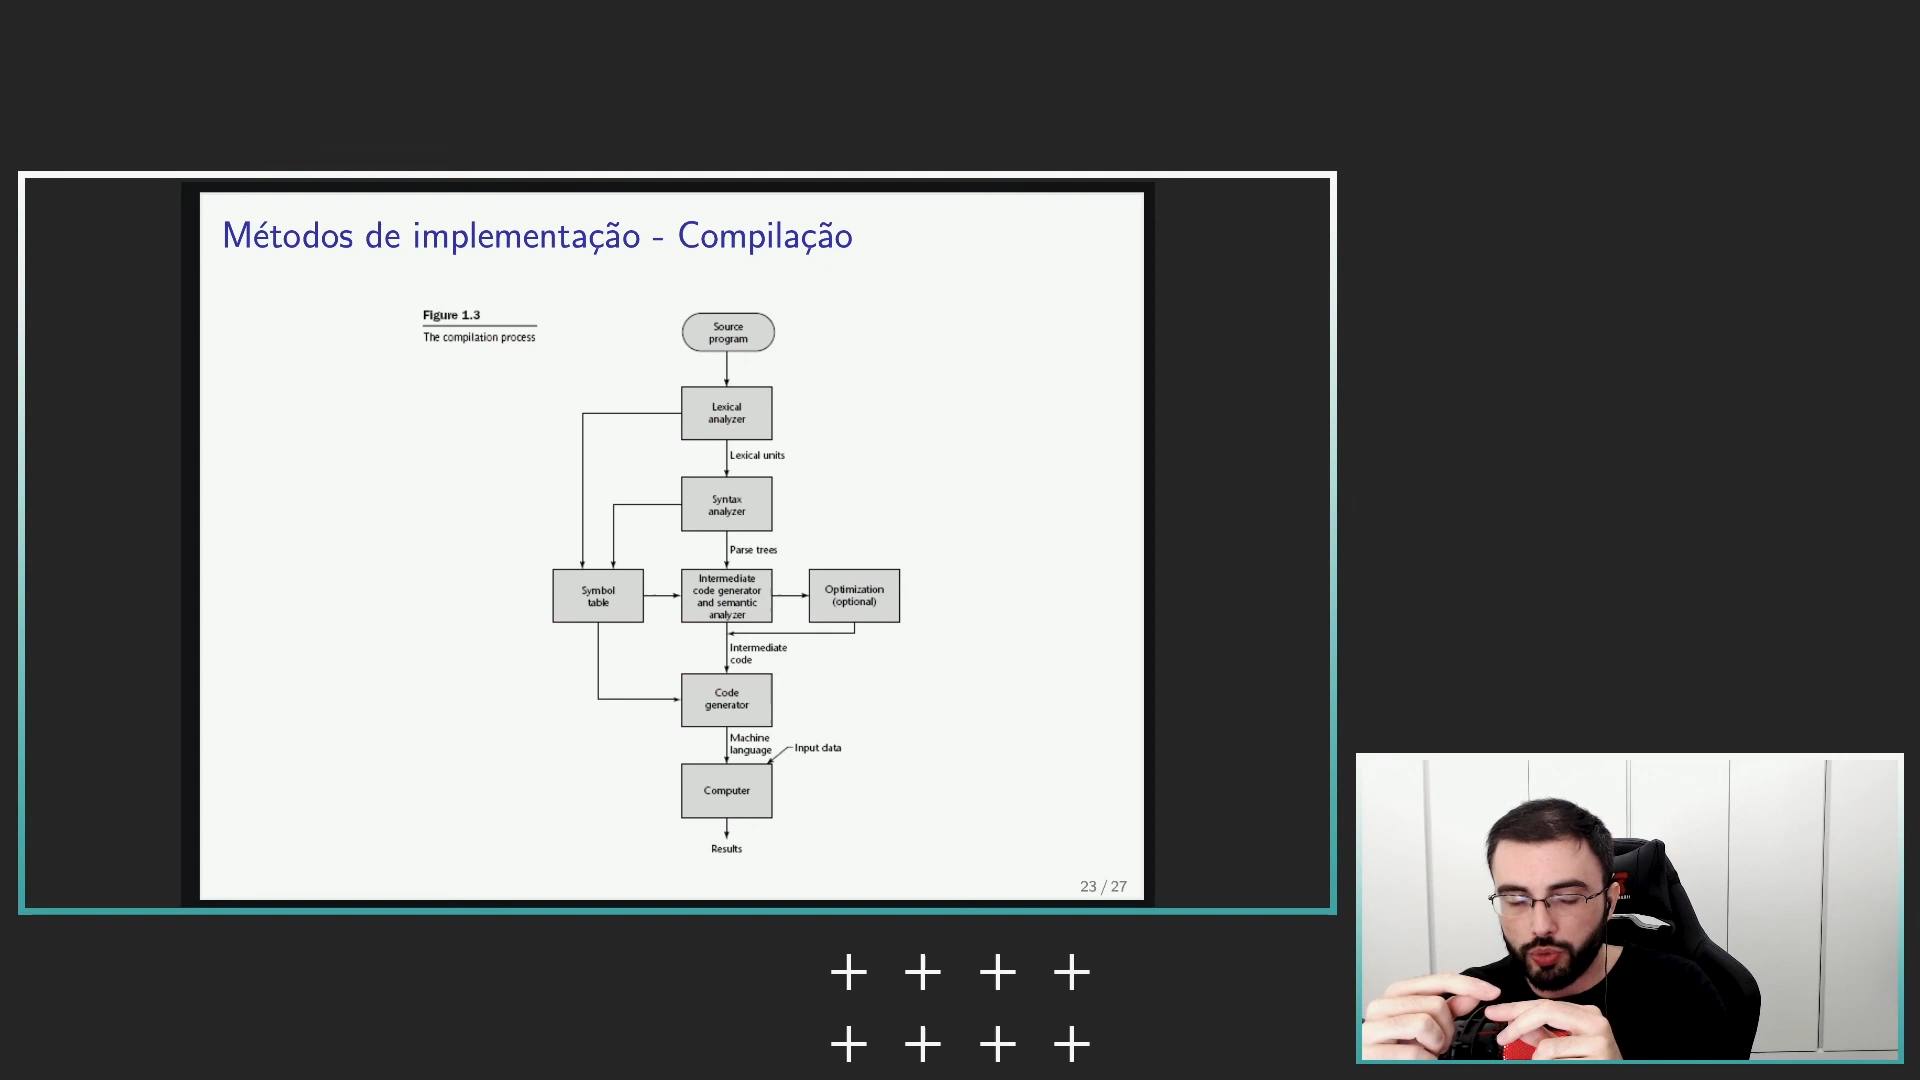 Métodos de implementação - Compilação
Figure 1.3
The compilation process
Source
program
Lexical
analyzer
Lexical units
Syntax
analyzer
Parse trees
Symbol
table
Intermediate
code generator
and semantic
analyzer
Optimization
(optional)
Intermediate
code
Code
generator
Machine
language
Input data
Computer
Results
23 / 27